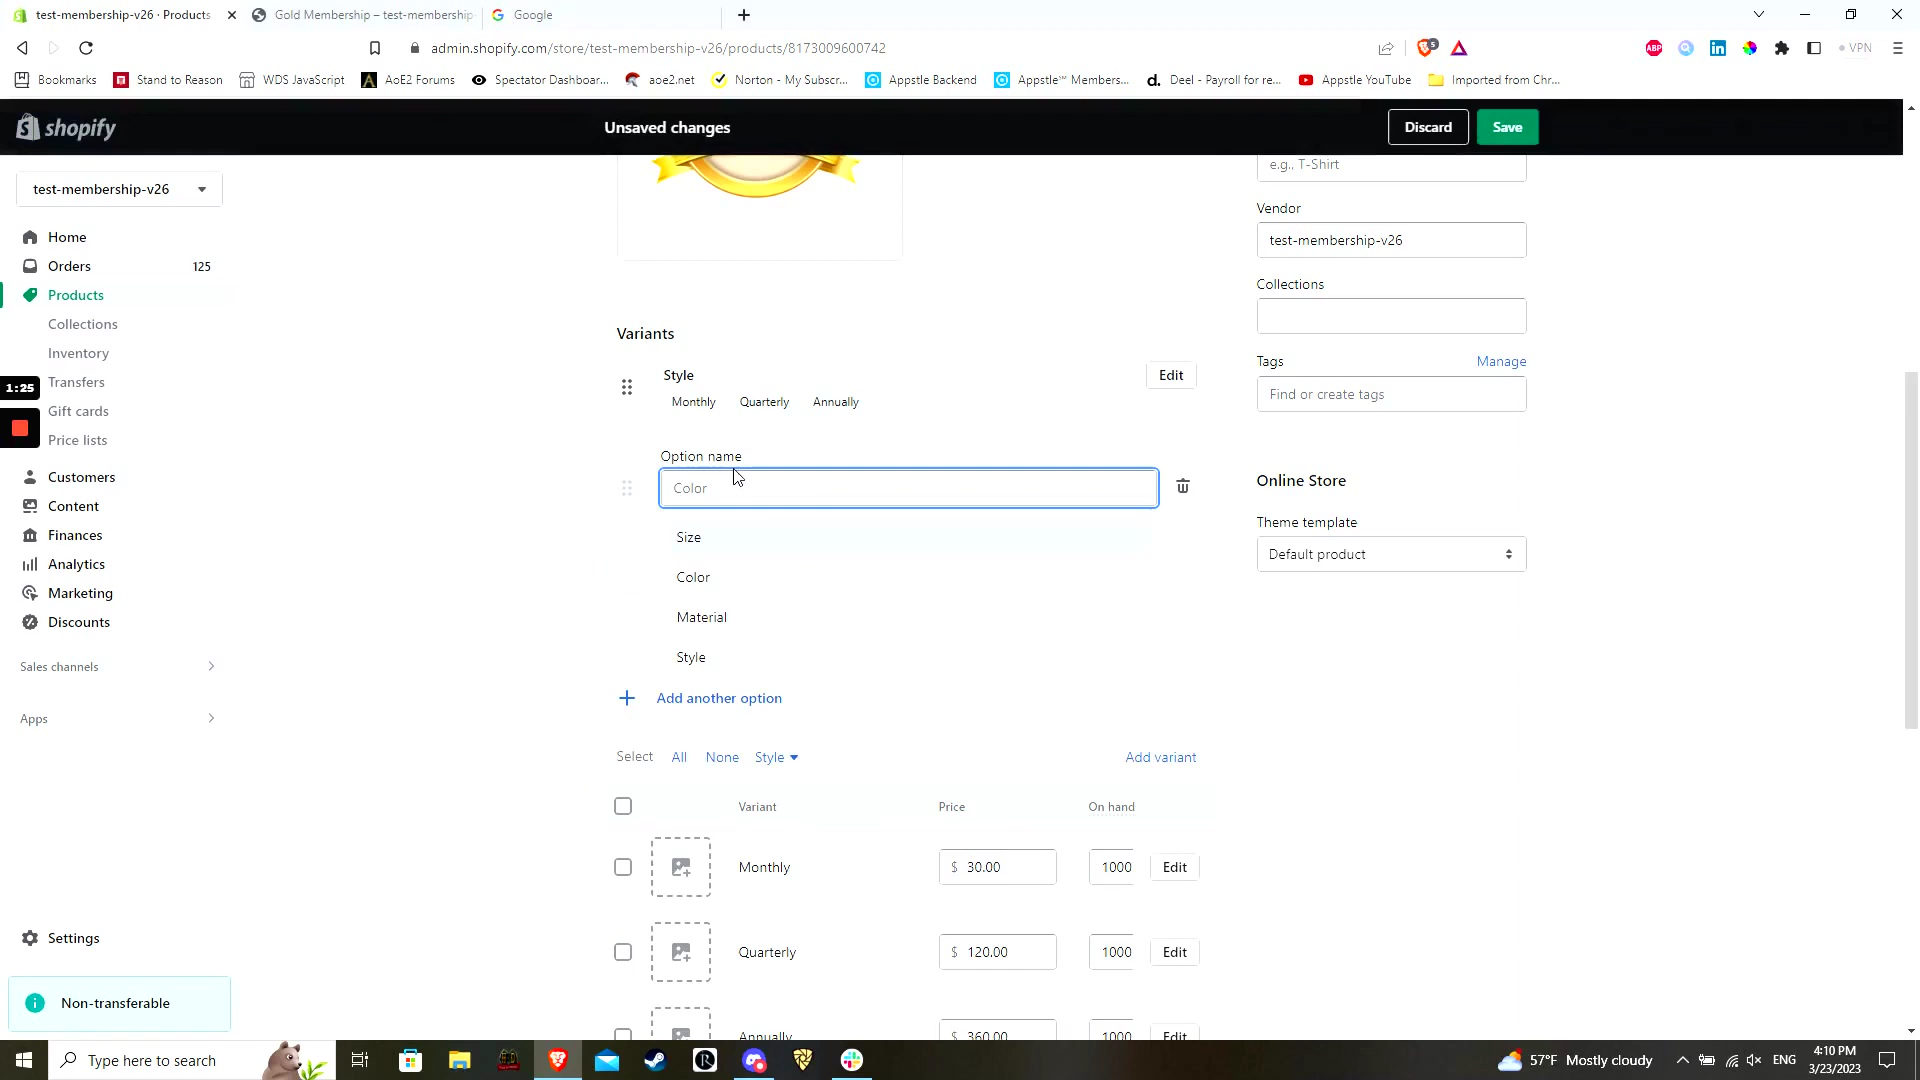 test-membership-v26 · Products
Gold Membership – test-membership
Google
admin.shopify.com/store/test-membership-v26/products/8173009600742
5
ABP
VPN
Bookmarks
Stand to Reason
WDS JavaScript
AoE2 Forums
Spectator Dashboar...
aoe2.net
Norton - My Subscr...
Appstle Backend
Appstle℠ Members...
Deel - Payroll for re...
Appstle YouTube
Imported from Chr...
shopify
Unsaved changes
Discard
Save
test-membership-v26
Home
Orders
125
Products
Collections
Inventory
Transfers
Gift cards
Price lists
1:25
Customers
Content
Finances
Analytics
Marketing
Discounts
Sales channels
Apps
Settings
Non-transferable
Variants
Style
Edit
Monthly
Quarterly
Annually
Option name
Color
Size
Color
Material
Style
Add another option
Select
All
None
Style
Add variant
Variant
Price
On hand
Monthly
$ 30.00
1000
Edit
Quarterly
$ 120.00
1000
Edit
Annually
360.00
1000
Edit
e.g., T-Shirt
Vendor
test-membership-v26
Collections
Tags
Manage
Find or create tags
Online Store
Theme template
Default product
Type here to search
57°F Mostly cloudy
ENG
4:10 PM
3/23/2023